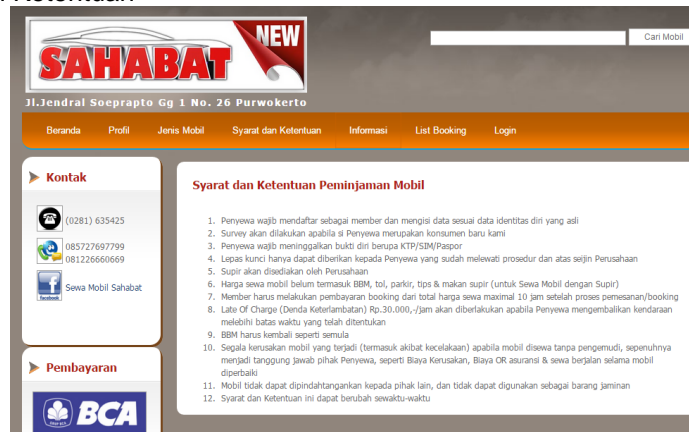 Ketentuan
SAHABAT NEW
Jl.Jendral Soeprapto Gg 1 No. 26 Purwokerto
Cari Mobil
Beranda Profil Jenis Mobil Syarat dan Ketentuan Informasi List Booking Login
Kontak
(0281) 635425
085727697799
081226660669
facebook
Sewa Mobil Sahabat
Pembayaran
BCA
Syarat dan Ketentuan Peminjaman Mobil
1. Penyewa wajib mendaftar sebagai member dan mengisi data sesuai data identitas diri yang asli
2. Survey akan dilakukan apabila si Penyewa merupakan konsumen baru kami
3. Penyewa wajib meninggalkan bukti diri berupa KTP/SIM/Paspor
4. Lepas kunci hanya dapat diberikan kepada Penyewa yang sudah melewati prosedur dan atas seijin Perusahaan
5. Supir akan disediakan oleh Perusahaan
6. Harga sewa mobil belum termasuk BBM, tol, parkir, tips & makan supir (untuk Sewa Mobil dengan Supir)
7. Member harus melakukan pembayaran booking dari total harga sewa maximal 10 jam setelah proses pemesanan/booking
8. Late Of Charge (Denda Keterlambatan) Rp.30.000,-/jam akan diberlakukan apabila Penyewa mengembalikan kendaraan
melebihi batas waktu yang telah ditentukan
9. BBM harus kembali seperti semula
10. Segala kerusakan mobil yang terjadi (termasuk akibat kecelakaan) apabila mobil disewa tanpa pengemudi, sepenuhnya
menjadi tanggung jawab pihak Penyewa, seperti Biaya Kerusakan, Biaya OR asuransi & sewa berjalan selama mobil
diperbaiki
11. Mobil tidak dapat dipindahtangankan kepada pihak lain, dan tidak dapat digunakan sebagai barang jaminan
12. Syarat dan Ketentuan ini dapat berubah sewaktu-waktu